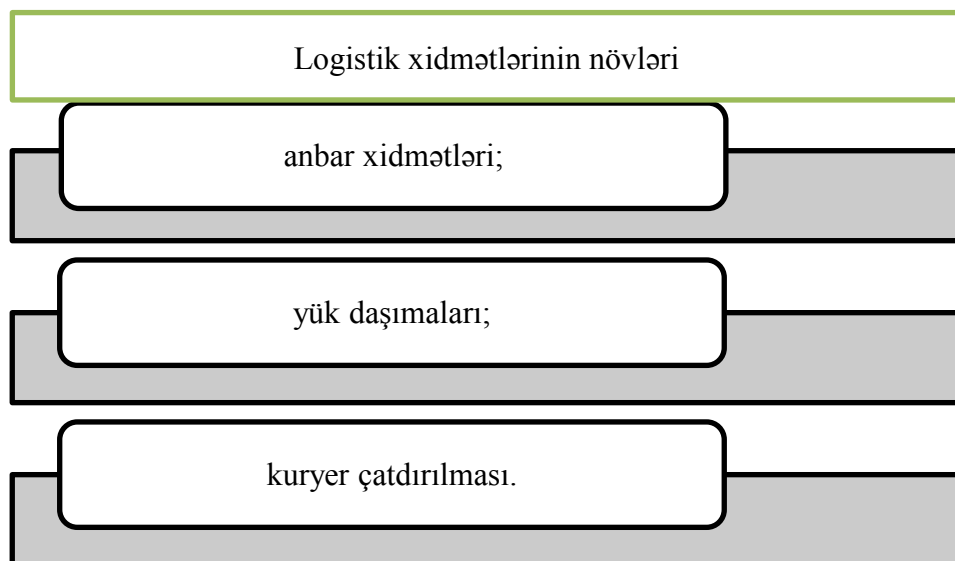 Logistik xidmətlərinin növləri
anbar xidmətləri;
yük daşımaları;
kuryer çatdırılması.